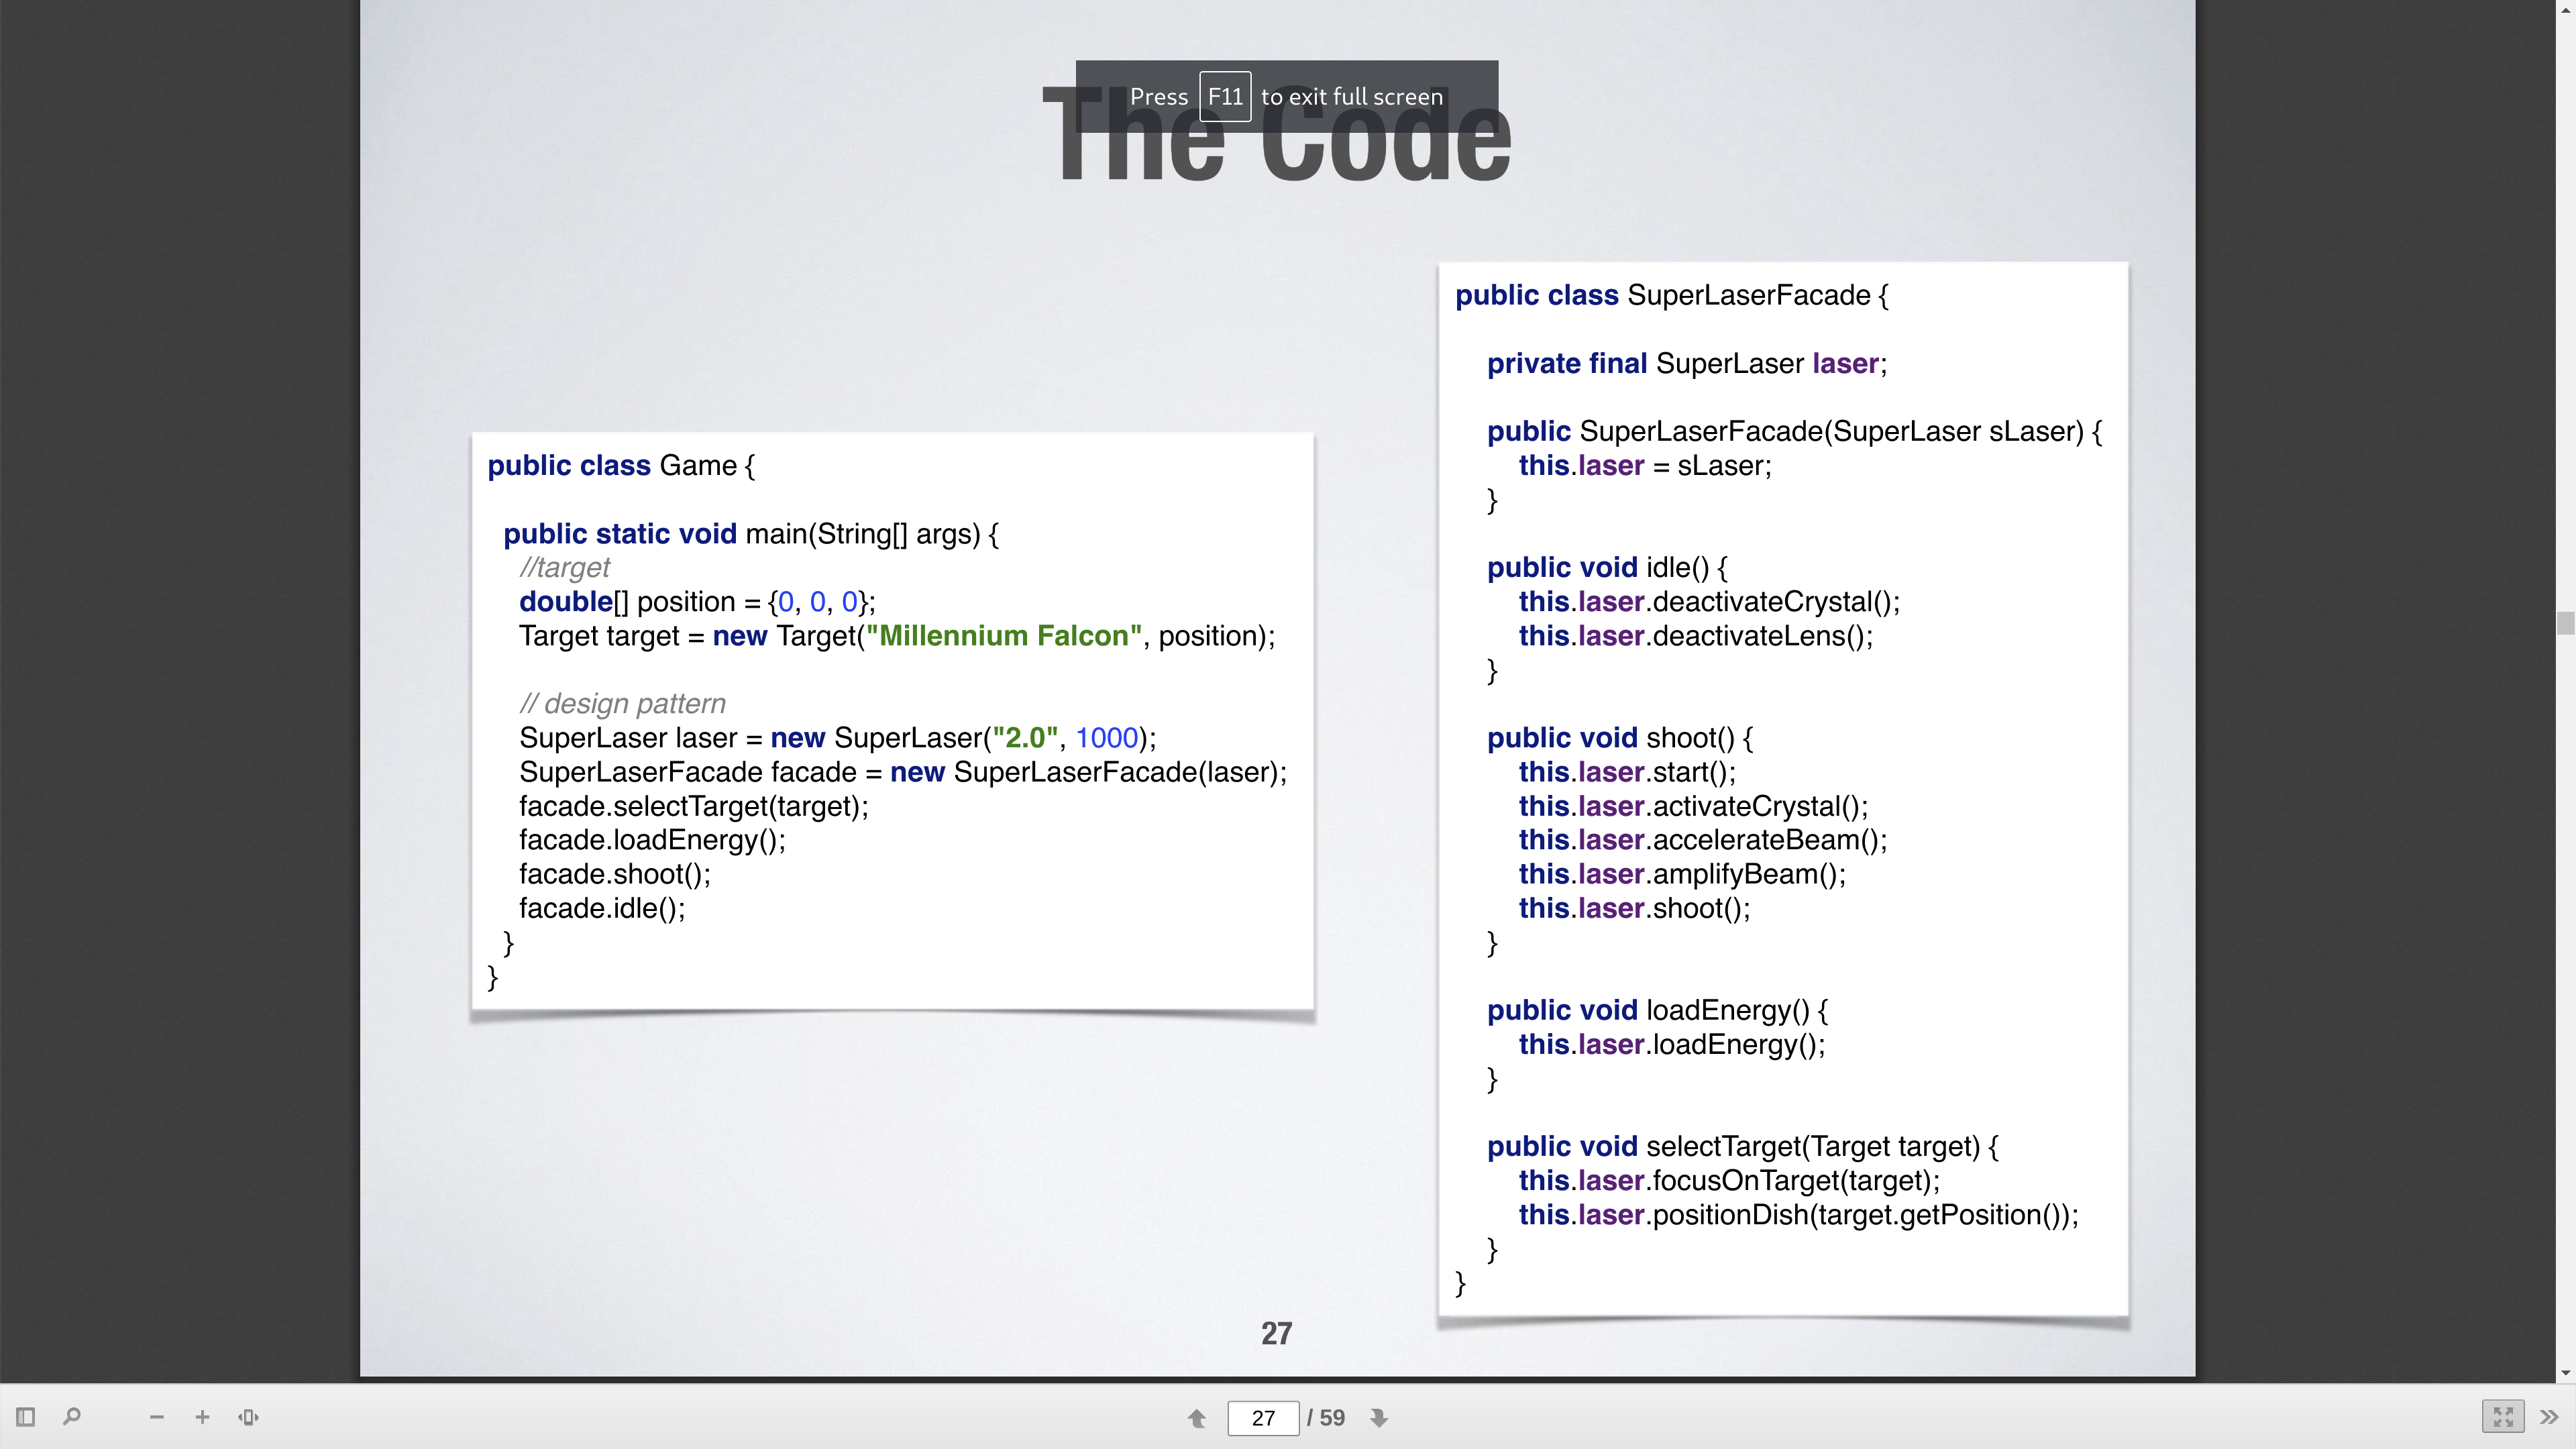 Press F11 to exit full screen
The Code
public class Game {
public static void main(String[] args) {
//target
double[] position = {0, 0, 0};
Target target = new Target("Millennium Falcon", position);
// design pattern
SuperLaser laser = new SuperLaser("2.0", 1000);
SuperLaserFacade facade = new SuperLaserFacade(laser);
facade.selectTarget(target);
facade.loadEnergy();
facade.shoot();
facade.idle();
}
}
public class SuperLaserFacade {
private final SuperLaser laser;
public SuperLaserFacade(SuperLaser sLaser) {
this.laser = sLaser;
}
public void idle() {
this.laser.deactivateCrystal();
this.laser.deactivateLens();
}
public void shoot() {
this.laser.start();
this.laser.activateCrystal();
this.laser.accelerateBeam();
this.laser.amplifyBeam();
this.laser.shoot();
}
public void loadEnergy() {
this.laser.loadEnergy();
}
public void selectTarget(Target target) {
this.laser.focusOnTarget(target);
this.laser.positionDish(target.getPosition());
}
}
27
27 / 59